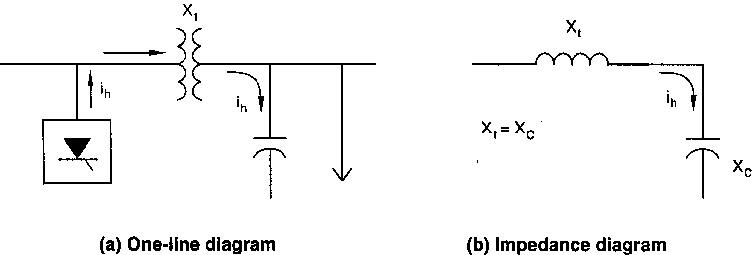 X1
ih
ih
(a) One-line diagram
Xt
ih
Xt = XC
XC
(b) Impedance diagram